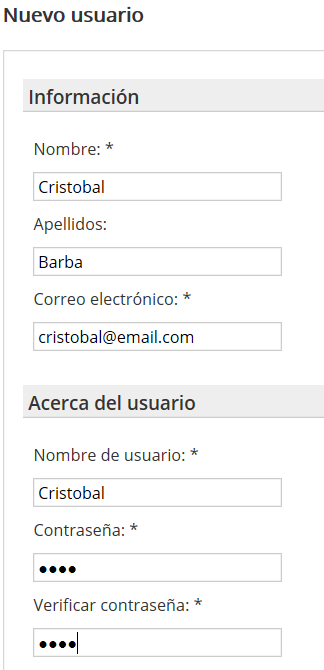 Nuevo usuario
Información
Nombre: *
Cristobal
Apellidos:
Barba
Correo electrónico: *
cristobal@email.com
Acerca del usuario
Nombre de usuario: *
Cristobal
Contraseña: *
●●●●
Verificar contraseña: *
●●●●